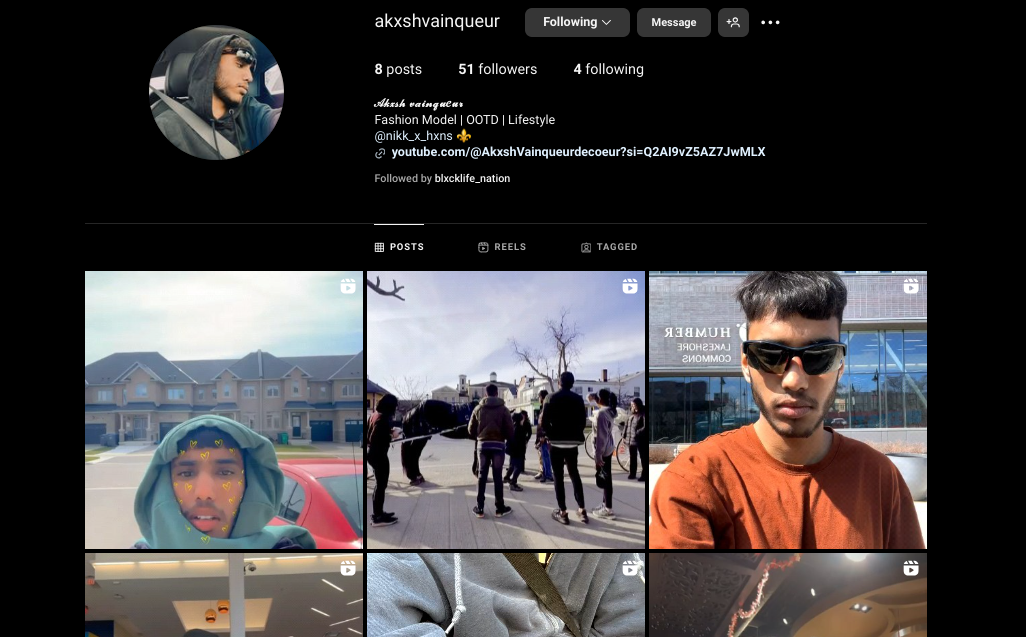 akxshvainqueur Following Message
8 posts 51 followers 4 following
𝓐𝓴𝔁𝓼𝓱 𝓿𝓪𝓲𝓷𝓺𝓾𝓮𝓾𝓻
Fashion Model | OOTD | Lifestyle
@nikk_x_hxns ⚜️
youtube.com/@AkxshVainqueurdecoeur?si=Q2AI9vZ5AZ7JwMLX
Followed by blxcklife_nation
POSTS REELS TAGGED
HUMBER
LAKESHORE
COMMONS